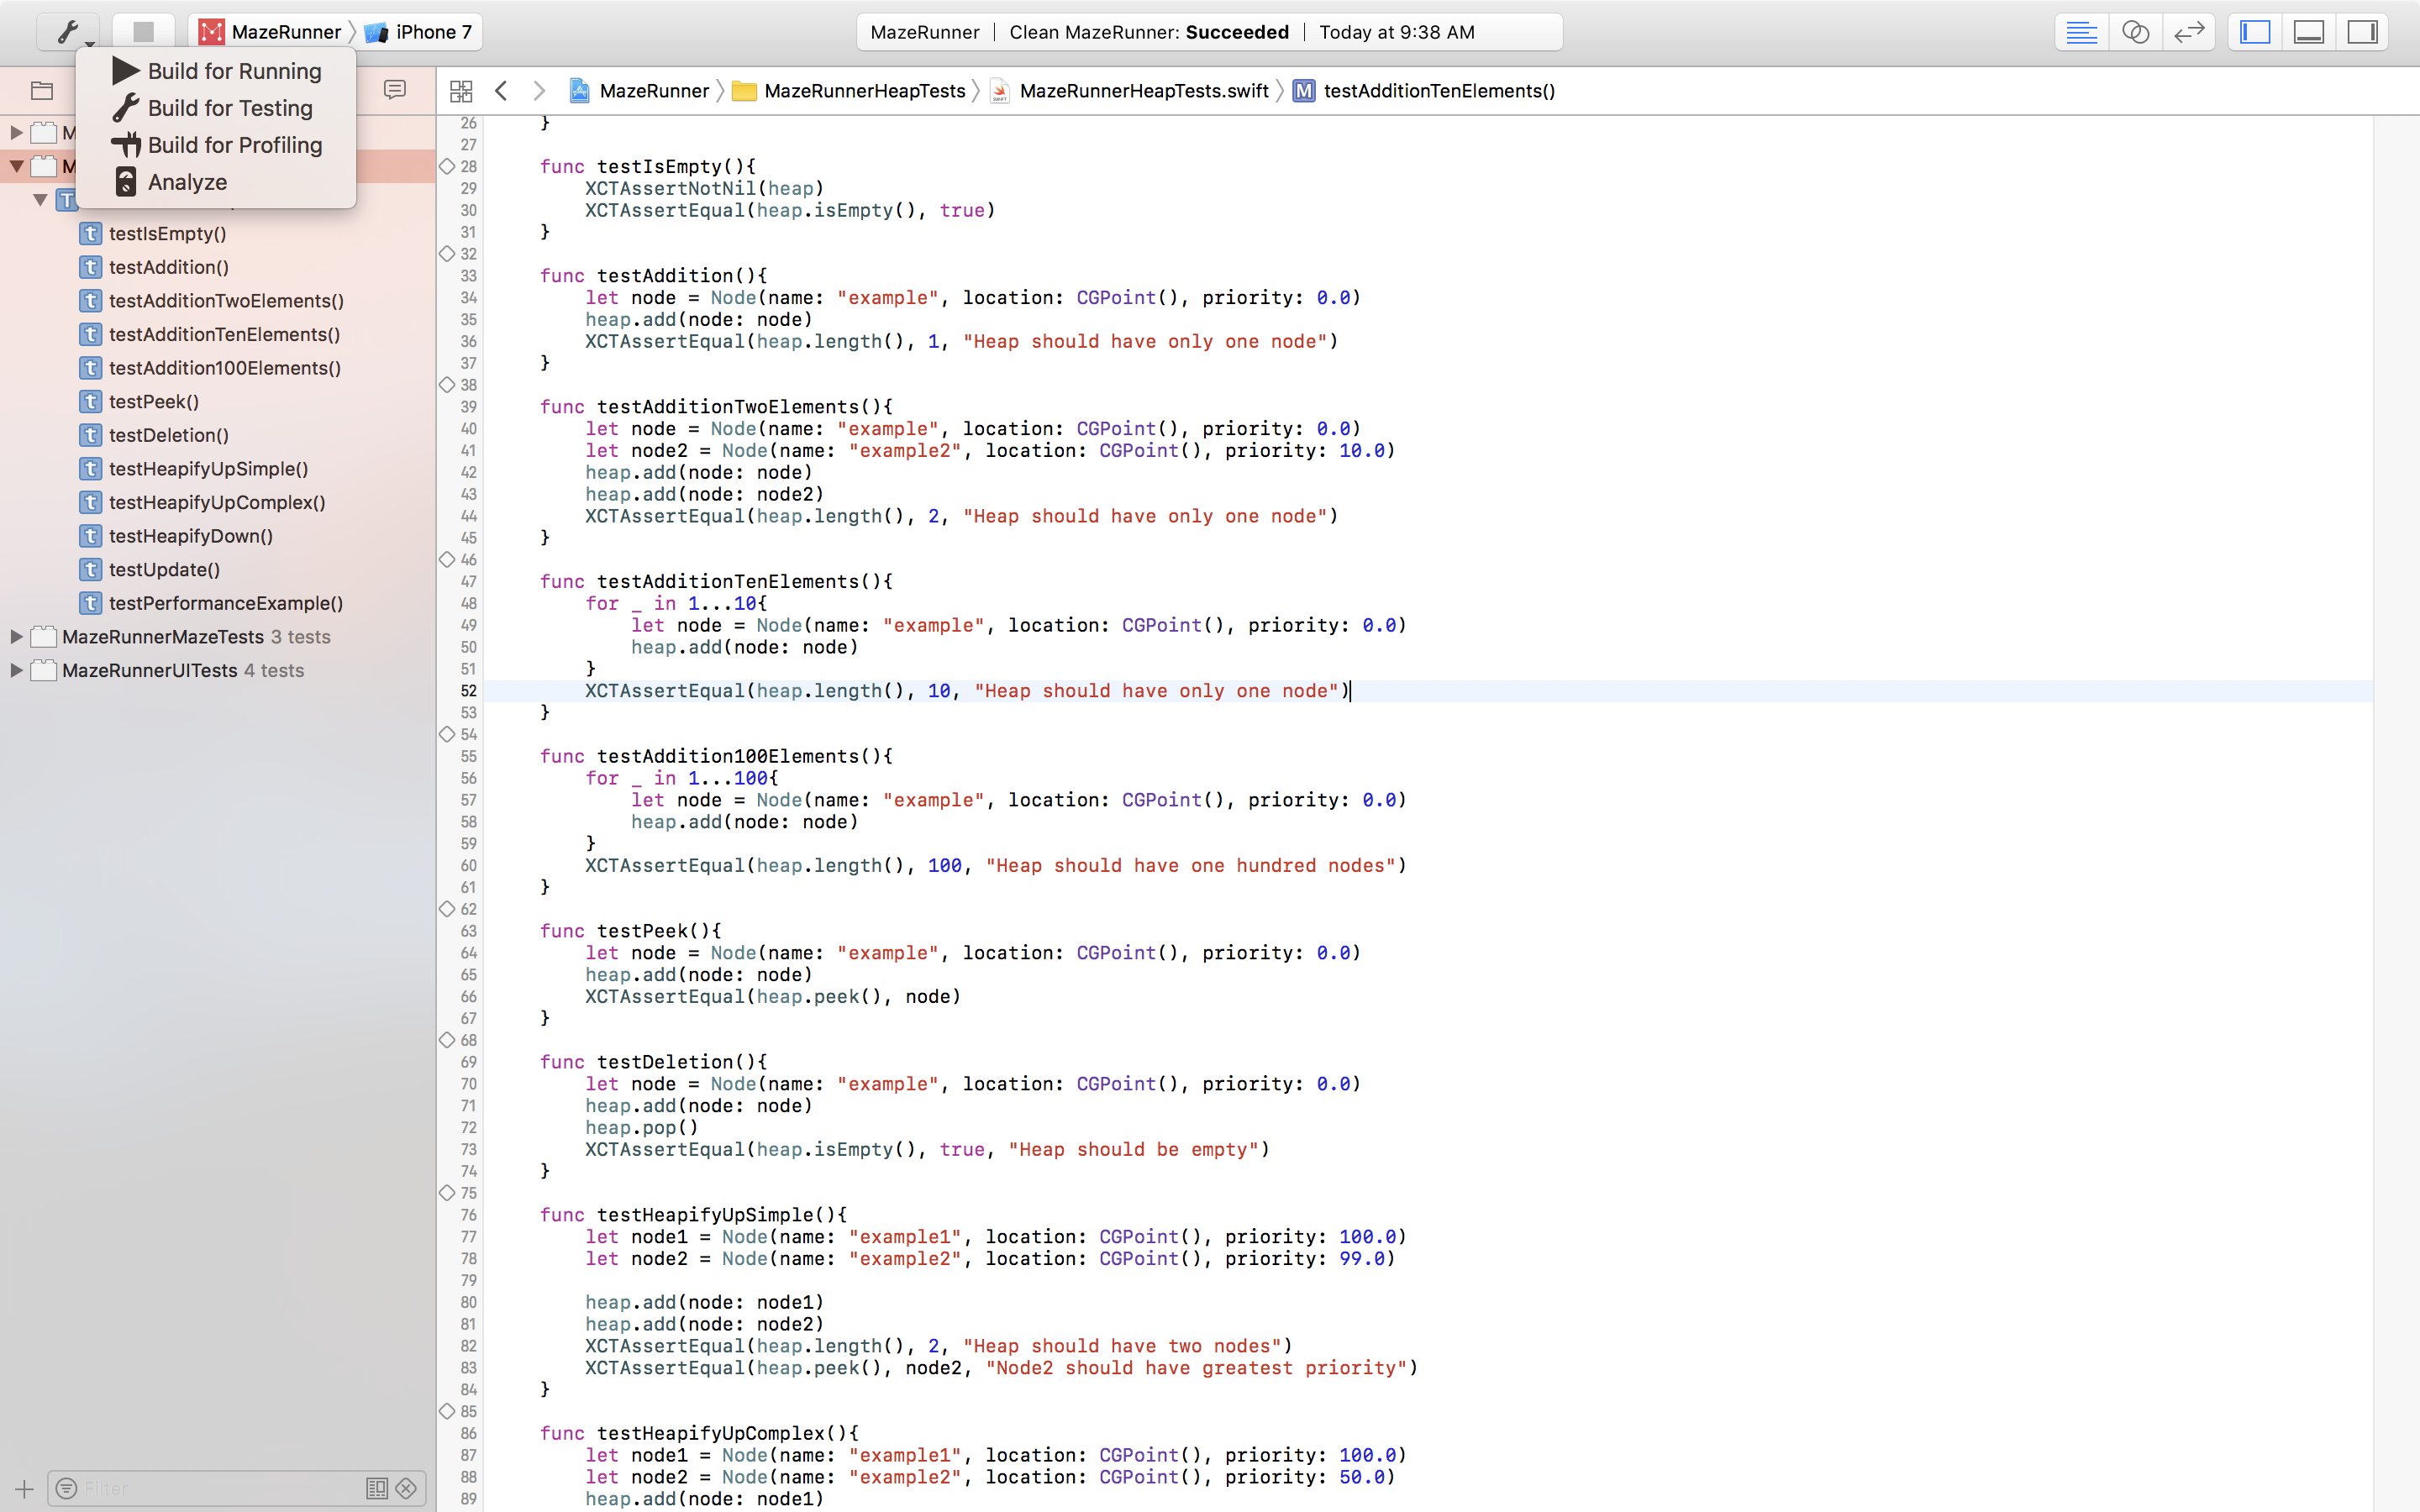 MazeRunner iPhone 7
MazeRunner | Clean MazeRunner: Succeeded | Today at 9:38 AM
Build for Running
Build for Testing
Build for Profiling
Analyze
MazeRunner MazeRunnerHeapTests MazeRunnerHeapTests.swift M testAdditionTenElements()
t testIsEmpty()
t testAddition()
t testAdditionTwoElements()
t testAdditionTenElements()
t testAddition100Elements()
t testPeek()
t testDeletion()
t testHeapifyUpSimple()
t testHeapifyUpComplex()
t testHeapifyDown()
t testUpdate()
t testPerformanceExample()
MazeRunnerMazeTests 3 tests
MazeRunnerUITests 4 tests
Filter
26 }
27
28 func testIsEmpty(){
29 XCTAssertNotNil(heap)
30 XCTAssertEqual(heap.isEmpty(), true)
31 }
32
33 func testAddition(){
34 let node = Node(name: "example", location: CGPoint(), priority: 0.0)
35 heap.add(node: node)
36 XCTAssertEqual(heap.length(), 1, "Heap should have only one node")
37 }
38
39 func testAdditionTwoElements(){
40 let node = Node(name: "example", location: CGPoint(), priority: 0.0)
41 let node2 = Node(name: "example2", location: CGPoint(), priority: 10.0)
42 heap.add(node: node)
43 heap.add(node: node2)
44 XCTAssertEqual(heap.length(), 2, "Heap should have only one node")
45 }
46
47 func testAdditionTenElements(){
48 for _ in 1...10{
49 let node = Node(name: "example", location: CGPoint(), priority: 0.0)
50 heap.add(node: node)
51 }
52 XCTAssertEqual(heap.length(), 10, "Heap should have only one node")
53 }
54
55 func testAddition100Elements(){
56 for _ in 1...100{
57 let node = Node(name: "example", location: CGPoint(), priority: 0.0)
58 heap.add(node: node)
59 }
60 XCTAssertEqual(heap.length(), 100, "Heap should have one hundred nodes")
61 }
62
63 func testPeek(){
64 let node = Node(name: "example", location: CGPoint(), priority: 0.0)
65 heap.add(node: node)
66 XCTAssertEqual(heap.peek(), node)
67 }
68
69 func testDeletion(){
70 let node = Node(name: "example", location: CGPoint(), priority: 0.0)
71 heap.add(node: node)
72 heap.pop()
73 XCTAssertEqual(heap.isEmpty(), true, "Heap should be empty")
74 }
75
76 func testHeapifyUpSimple(){
77 let node1 = Node(name: "example1", location: CGPoint(), priority: 100.0)
78 let node2 = Node(name: "example2", location: CGPoint(), priority: 99.0)
79
80 heap.add(node: node1)
81 heap.add(node: node2)
82 XCTAssertEqual(heap.length(), 2, "Heap should have two nodes")
83 XCTAssertEqual(heap.peek(), node2, "Node2 should have greatest priority")
84 }
85
86 func testHeapifyUpComplex(){
87 let node1 = Node(name: "example1", location: CGPoint(), priority: 100.0)
88 let node2 = Node(name: "example2", location: CGPoint(), priority: 50.0)
89 heap.add(node: node1)